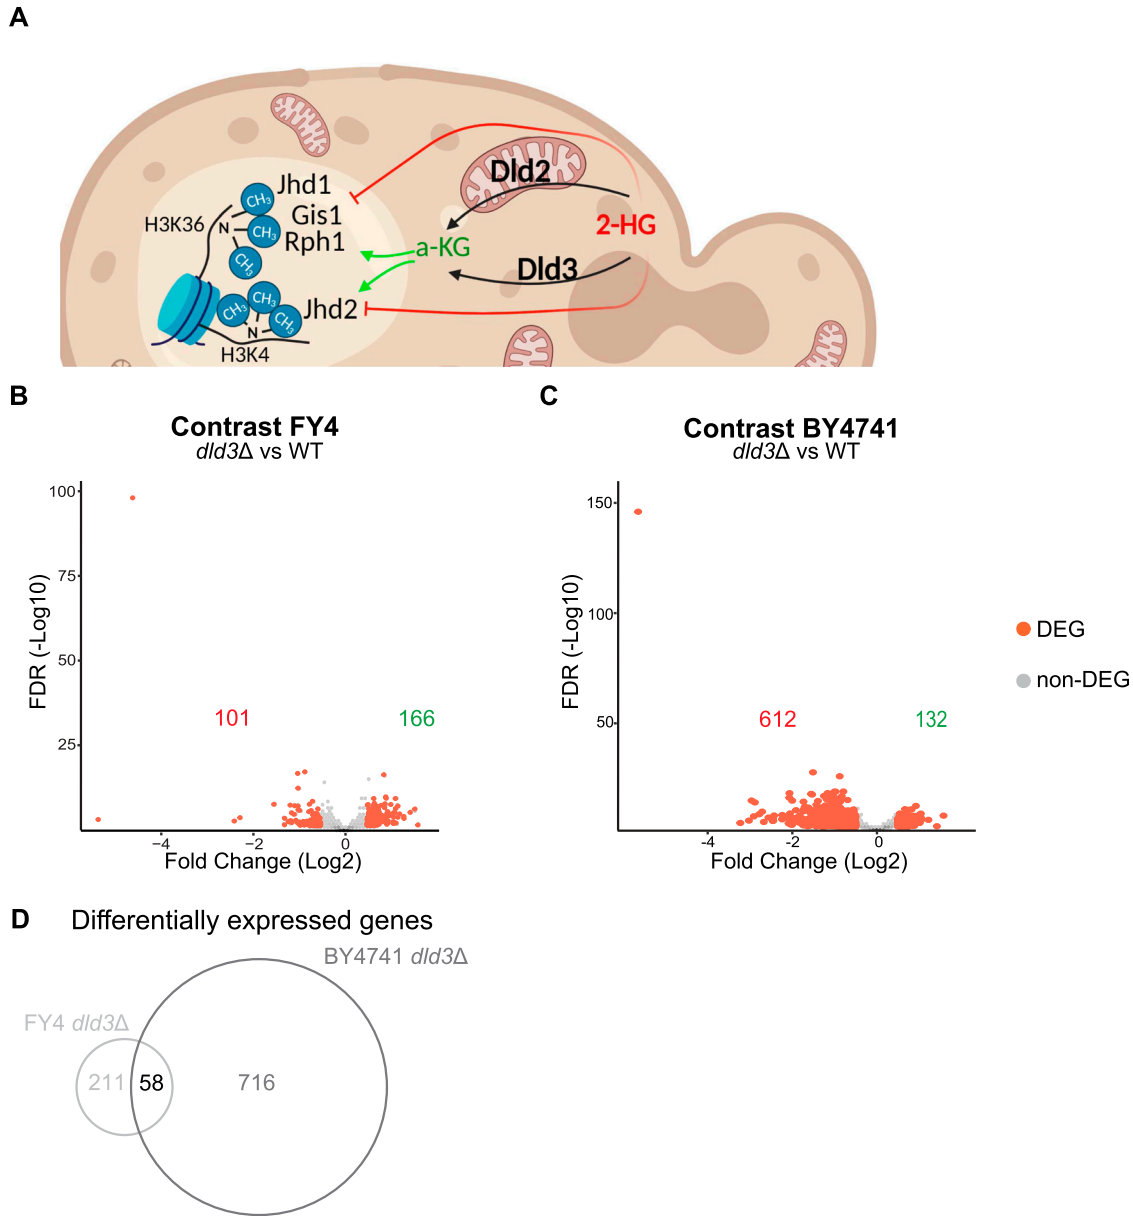 A
Jhd1
Gis1
Rph1
H3K36
N
CH3
CH3
CH3
CH3
CH3
CH3
N
H3K4
Jhd2
a-KG
Dld2
Dld3
2-HG
B
Contrast FY4
dld3Δ vs WT
FDR (-Log10)
100
75
50
25
101
166
−4
−2
0
Fold Change (Log2)
C
Contrast BY4741
dld3Δ vs WT
FDR (-Log10)
150
100
50
612
132
-4
-2
0
Fold Change (Log2)
DEG
non-DEG
D
Differentially expressed genes
BY4741 dld3Δ
FY4 dld3Δ
211
58
716